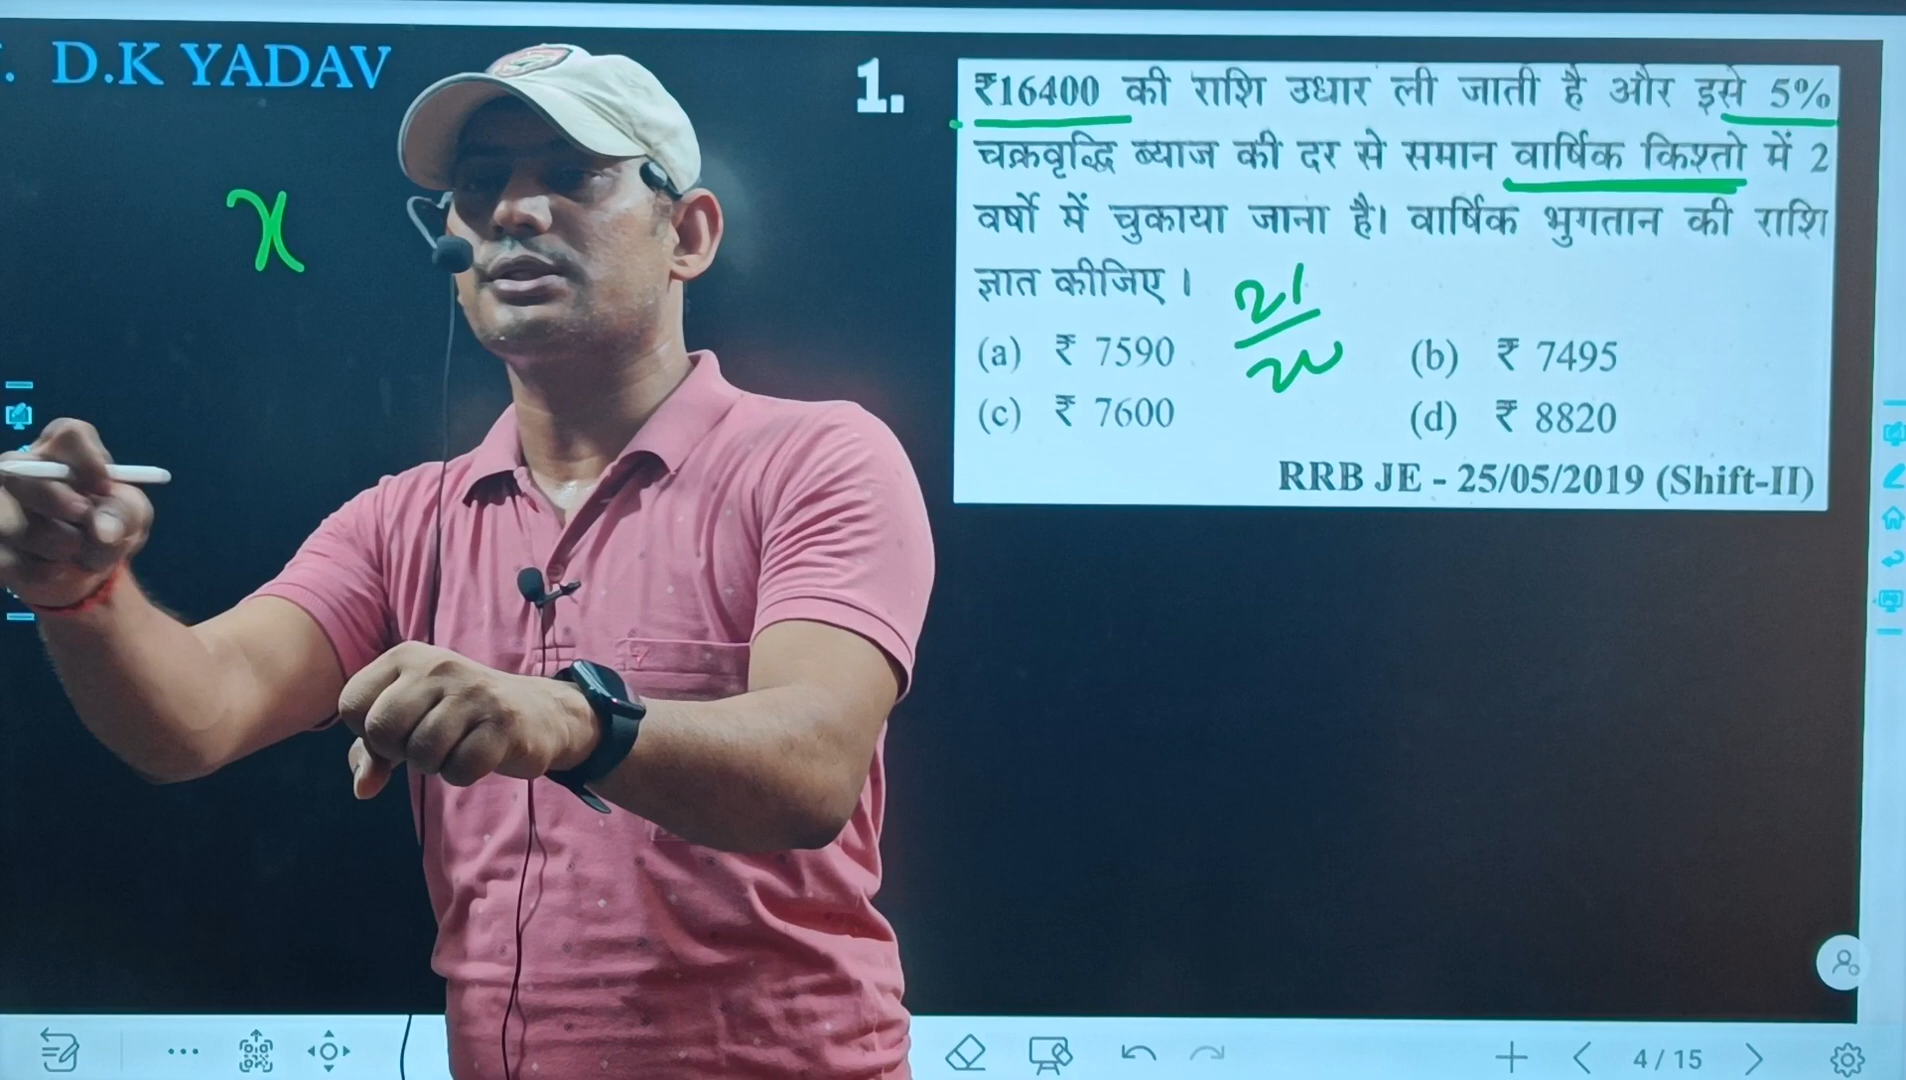 . D.K YADAV
x
1.
₹16400 की राशि उधार ली जाती है और इसे 5%
चक्रवृद्धि ब्याज की दर से समान वार्षिक किश्तो में 2
वर्षो में चुकाया जाना है। वार्षिक भुगतान की राशि
ज्ञात कीजिए ।
21
20
(a) ₹ 7590 (b) ₹ 7495
(c) ₹ 7600 (d) ₹ 8820
RRB JE - 25/05/2019 (Shift-II)
4 / 15